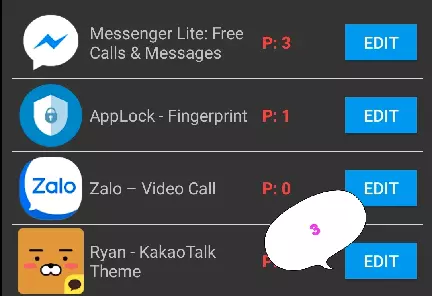 Messenger Lite: Free
Calls & Messages
P: 3
EDIT
AppLock - Fingerprint
P: 1
EDIT
Zalo
Zalo – Video Call
P: 0
EDIT
3
Ryan - KakaoTalk
Theme
EDIT